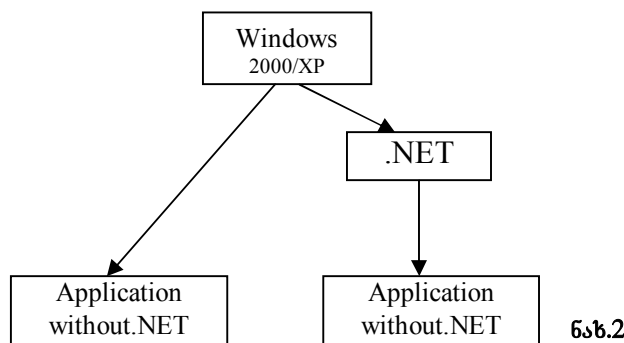 Windows
2000/XP
.NET
Application
without.NET
Application
without.NET
ნახ.2